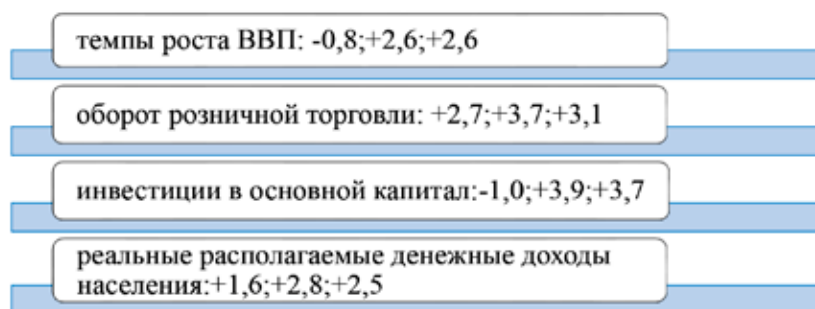 темпы роста ВВП: -0,8;+2,6;+2,6
оборот розничной торговли: +2,7;+3,7;+3,1
инвестиции в основной капитал:-1,0;+3,9;+3,7
реальные располагаемые денежные доходы
населения:+1,6;+2,8;+2,5